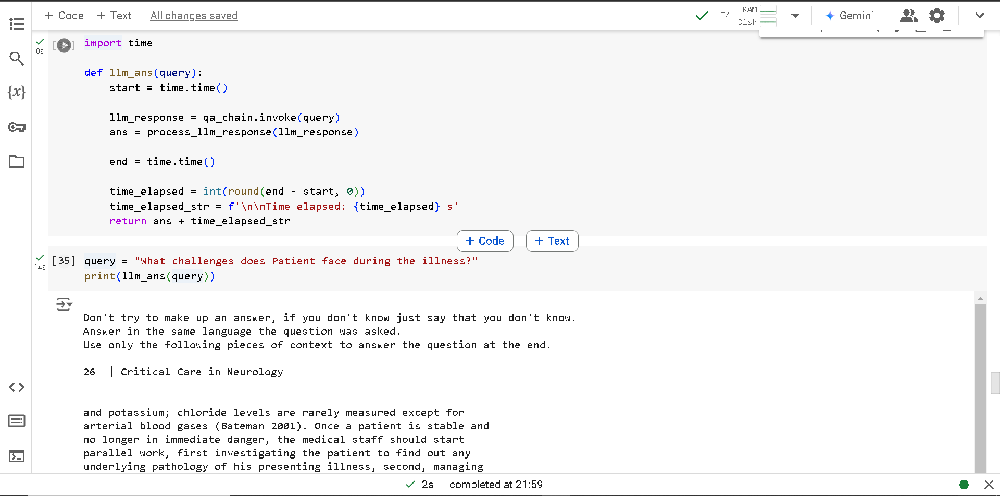 + Code + Text All changes saved
T4 RAM Disk Gemini
{x}
0s
[ ] import time
def llm_ans(query):
    start = time.time()
    llm_response = qa_chain.invoke(query)
    ans = process_llm_response(llm_response)
    end = time.time()
    time_elapsed = int(round(end - start, 0))
    time_elapsed_str = f'\n\nTime elapsed: {time_elapsed} s'
    return ans + time_elapsed_str
+ Code + Text
14s
[35] query = "What challenges does Patient face during the illness?"
print(llm_ans(query))
Don't try to make up an answer, if you don't know just say that you don't know.
Answer in the same language the question was asked.
Use only the following pieces of context to answer the question at the end.
26 | Critical Care in Neurology
and potassium; chloride levels are rarely measured except for
arterial blood gases (Bateman 2001). Once a patient is stable and
no longer in immediate danger, the medical staff should start
parallel work, first investigating the patient to find out any
underlying pathology of his presenting illness, second, managing
2s completed at 21:59